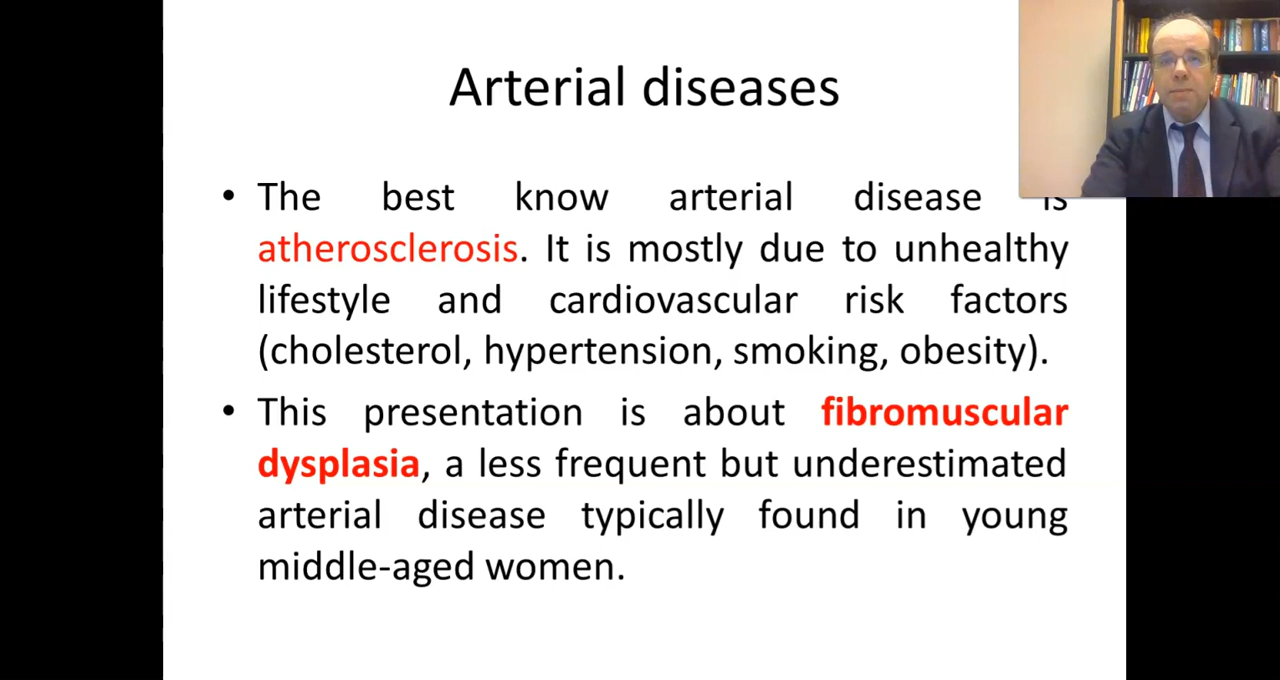 Arterial diseases
• The best know arterial disease is
atherosclerosis. It is mostly due to unhealthy
lifestyle and cardiovascular risk factors
(cholesterol, hypertension, smoking, obesity).
• This presentation is about fibromuscular
dysplasia, a less frequent but underestimated
arterial disease typically found in young
middle-aged women.